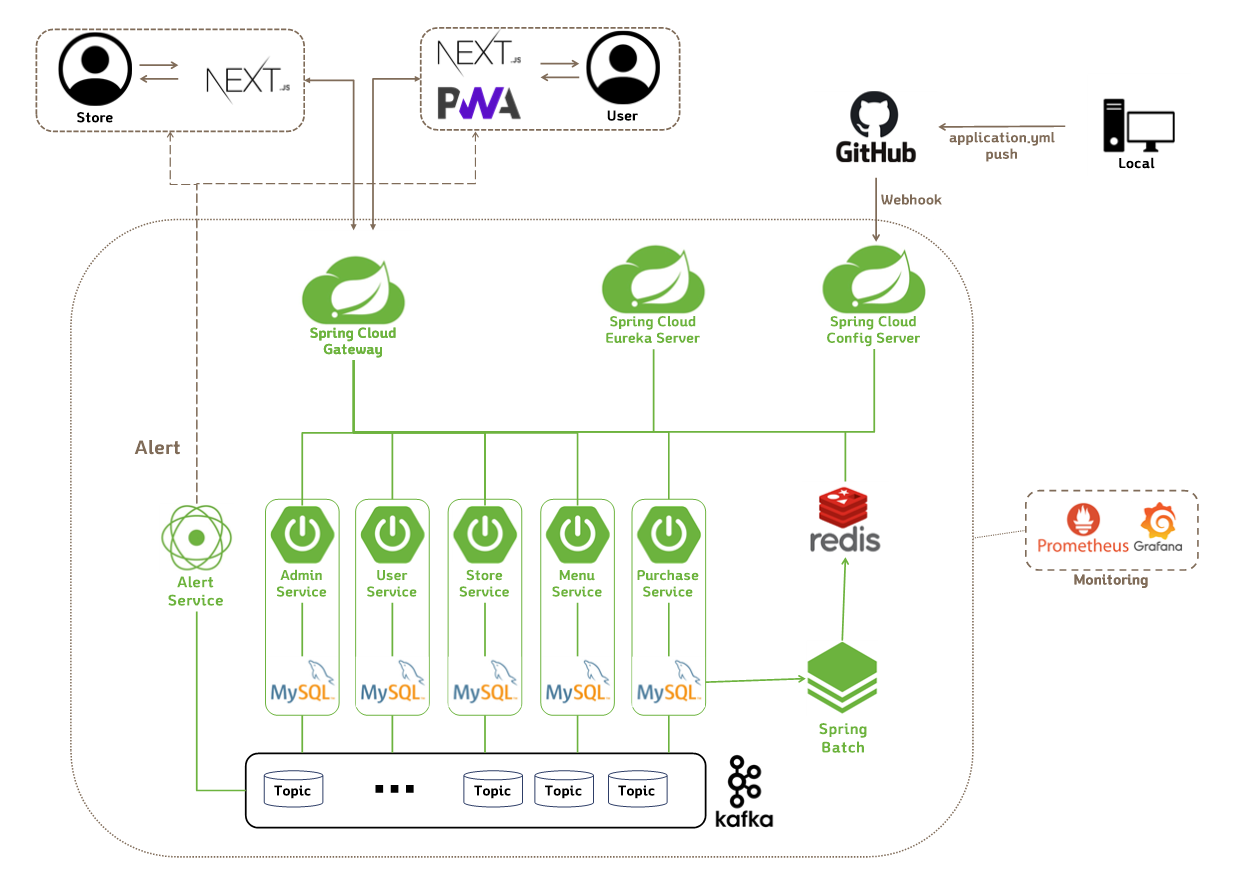 NEXT.JS
Store
NEXT.JS
PWA
User
GitHub
application.yml
push
Local
Webhook
Spring Cloud
Gateway
Spring Cloud
Eureka Server
Spring Cloud
Config Server
Alert
Alert
Service
Admin
Service
User
Service
Store
Service
Menu
Service
Purchase
Service
redis
Prometheus
Grafana
Monitoring
MySQL
MySQL
MySQL
MySQL
MySQL
Spring
Batch
Topic
...
Topic
Topic
Topic
kafka